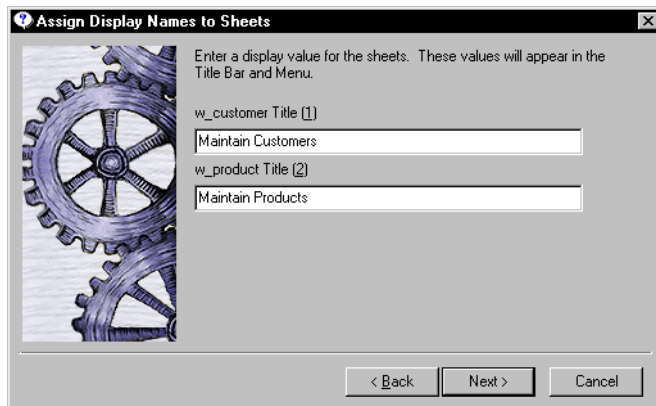 Assign Display Names to Sheets
Enter a display value for the sheets. These values will appear in the
Title Bar and Menu.
w_customer Title (1)
Maintain Customers
w_product Title (2)
Maintain Products
< Back Next > Cancel